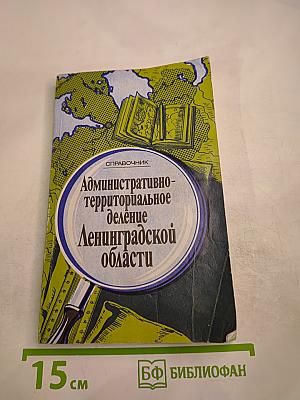 СПРАВОЧНИК
Административно-
территориальное
деление
Ленинградской
области
15 см
БФ БИБЛИОФАН